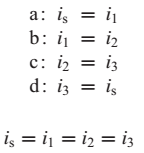 a: iₛ = i₁
b: i₁ = i₂
c: i₂ = i₃
d: i₃ = iₛ
iₛ = i₁ = i₂ = i₃